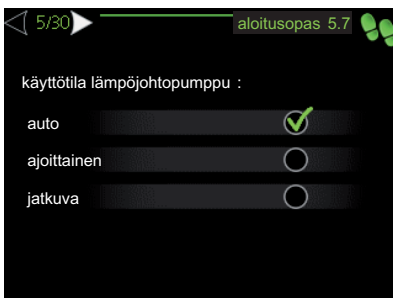 5/30 aloitusopas 5.7
käyttötila lämpöjohtopumppu :
auto
ajoittainen
jatkuva